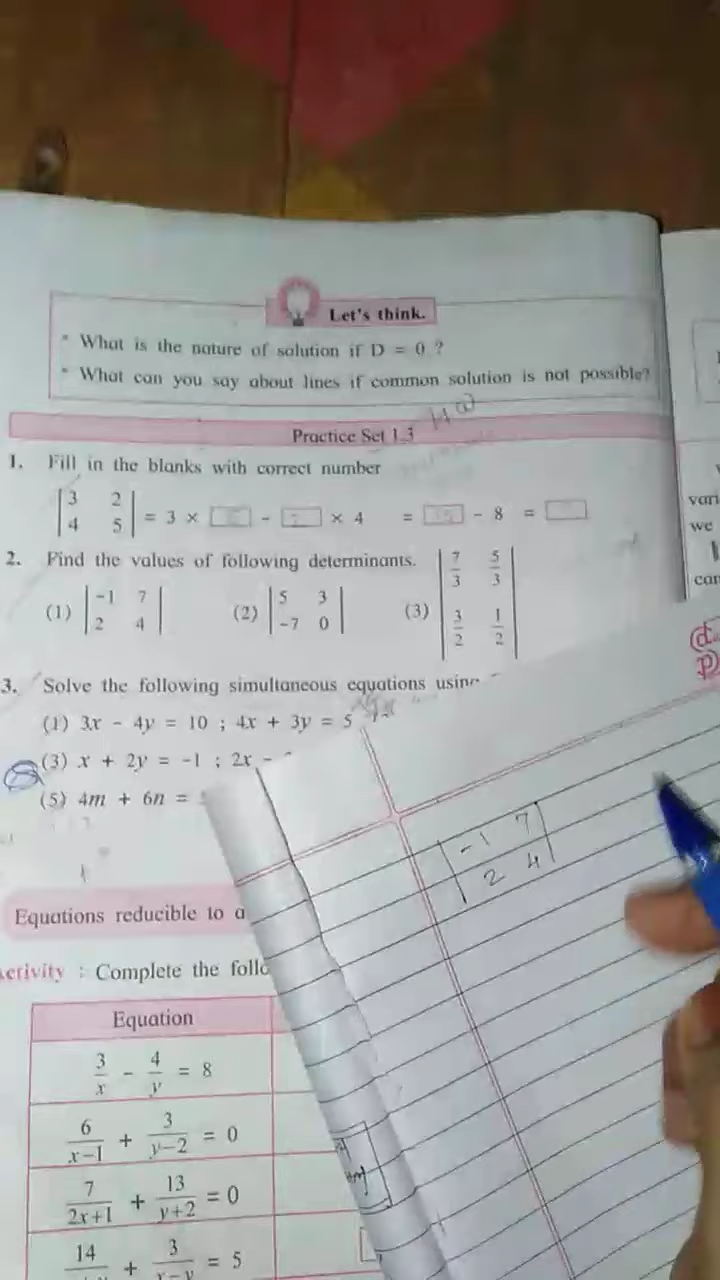 Let's think.
* What is the nature of solution if D = 0 ?
* What can you say about lines if common solution is not possible?
Practice Set 1.3
1. Fill in the blanks with correct number
|3 2|
|4 5| = 3 × □ - □ × 4 = □ - 8 = □
2. Find the values of following determinants.
(1) |-1 7| (2) |5 3| (3) |7/3 5/3|
|2 4| |-7 0| |3/2 1/2|
3. Solve the following simultaneous equations using
(1) 3x - 4y = 10 ; 4x + 3y = 5
(3) x + 2y = -1 ; 2x -
(5) 4m + 6n =
-1 7
2 4
Equations reducible to a
Activity : Complete the follo
Equation
3/x - 4/y = 8
6/(x-1) + 3/(y-2) = 0
7/(2x+1) + 13/(y+2) = 0
14 + 3/(x-y) = 5
vari
we
can